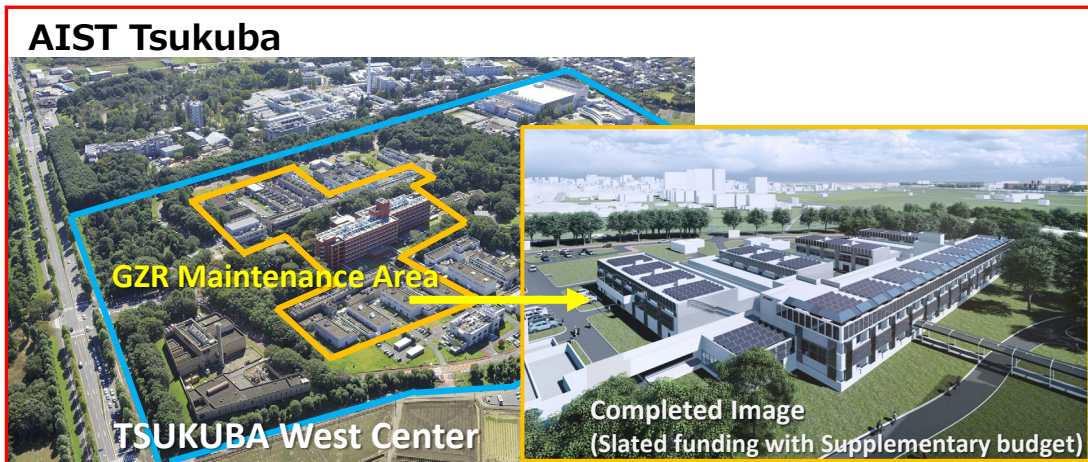 AIST Tsukuba
GZR Maintenance Area
TSUKUBA West Center
Completed Image
(Slated funding with Supplementary budget)